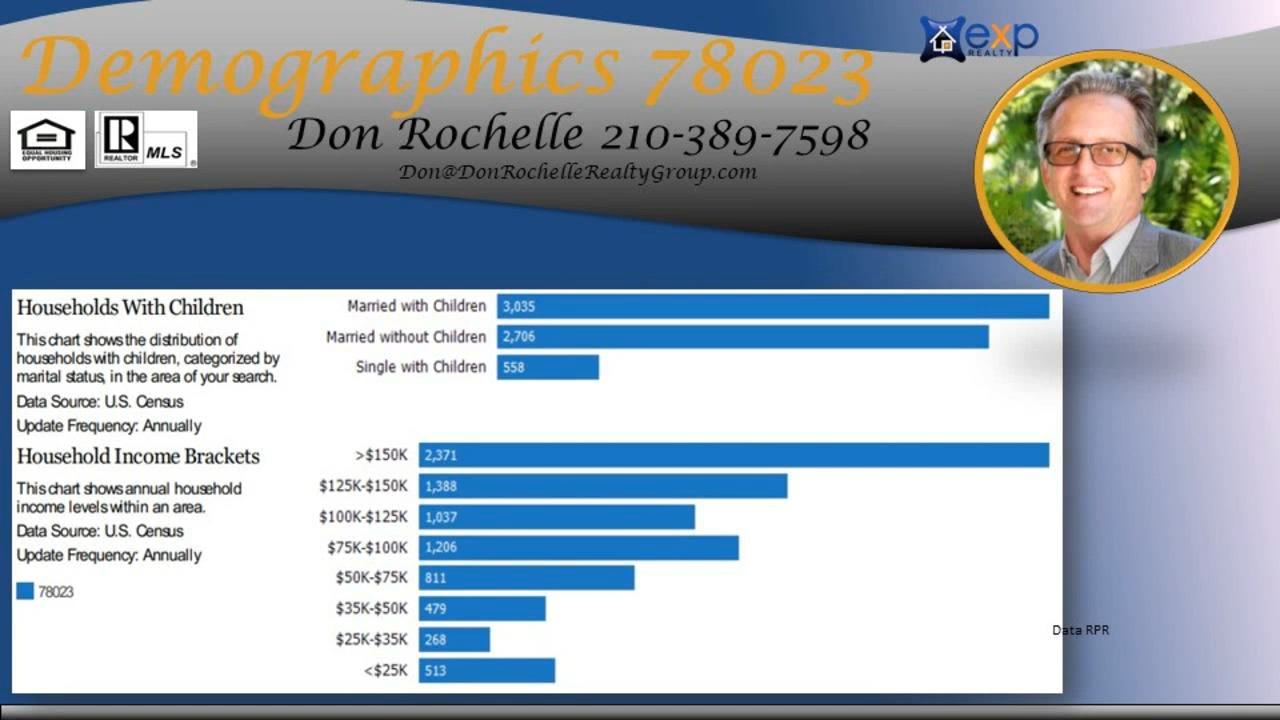 Demographics 78023
exp
REALTY
EQUAL HOUSING
OPPORTUNITY
R
REALTOR
MLS
®
Don Rochelle 210-389-7598
Don@DonRochelleRealtyGroup.com
Households With Children
This chart shows the distribution of
households with children, categorized by
marital status, in the area of your search.
Data Source: U.S. Census
Update Frequency: Annually
Married with Children 3,035
Married without Children 2,706
Single with Children 558
Household Income Brackets
This chart shows annual household
income levels within an area.
Data Source: U.S. Census
Update Frequency: Annually
78023
>$150K 2,371
$125K-$150K 1,388
$100K-$125K 1,037
$75K-$100K 1,206
$50K-$75K 811
$35K-$50K 479
$25K-$35K 268
<$25K 513
Data RPR